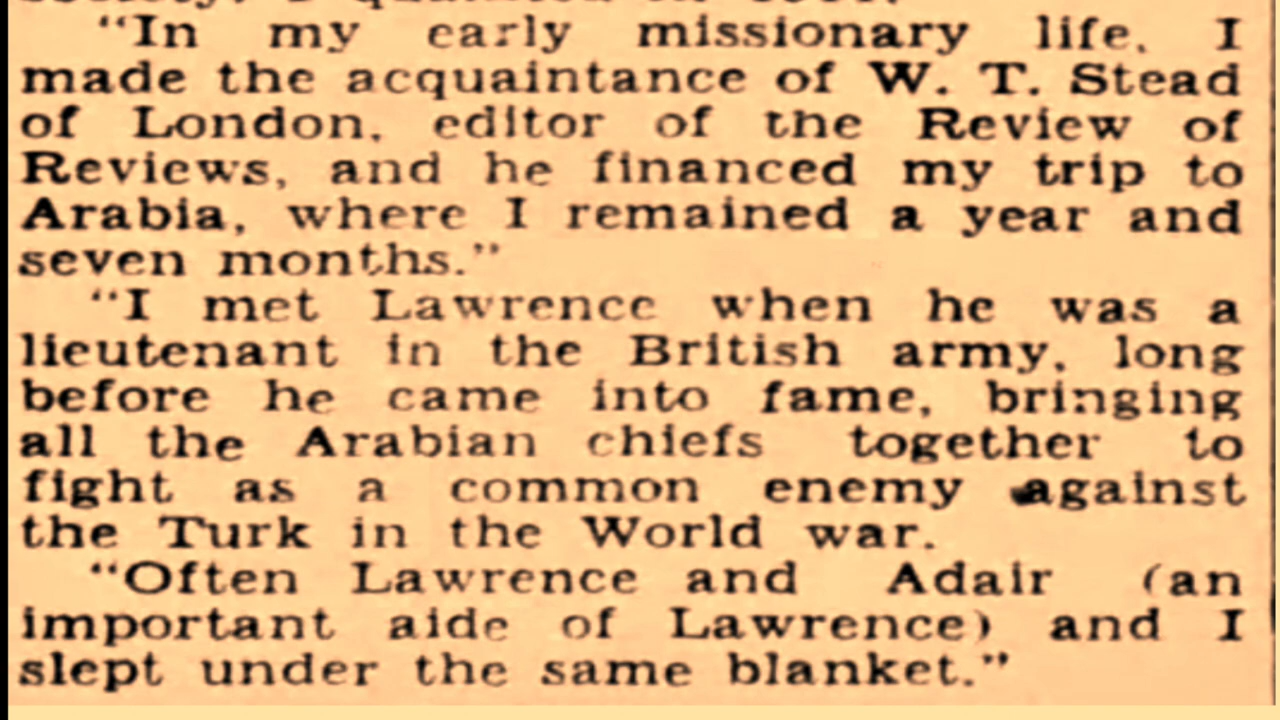 “In my early missionary life, I
made the acquaintance of W. T. Stead
of London, editor of the Review of
Reviews, and he financed my trip to
Arabia, where I remained a year and
seven months.”
“I met Lawrence when he was a
lieutenant in the British army, long
before he came into fame, bringing
all the Arabian chiefs together to
fight as a common enemy against
the Turk in the World war.
“Often Lawrence and Adair (an
important aide of Lawrence) and I
slept under the same blanket.”